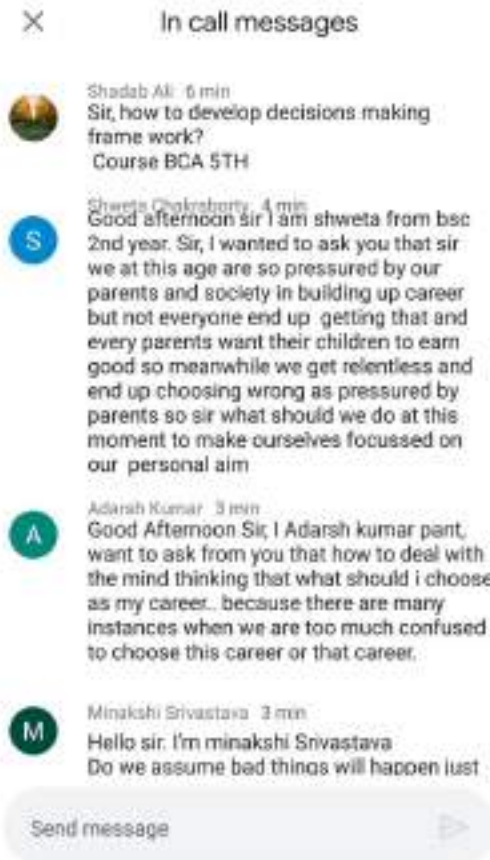 In call messages
Shadab Ali 6 min
Sir, how to develop decisions making
frame work?
Course BCA 5TH
Shweta Chakraborty 4 min
S
Good afternoon sir I am shweta from bsc
2nd year. Sir, I wanted to ask you that sir
we at this age are so pressured by our
parents and society in building up career
but not everyone end up getting that and
every parents want their children to earn
good so meanwhile we get relentless and
end up choosing wrong as pressured by
parents so sir what should we do at this
moment to make ourselves focussed on
our personal aim
Adarsh Kumar 3 min
A
Good Afternoon Sir, I Adarsh kumar pant,
want to ask from you that how to deal with
the mind thinking that what should i choose
as my career.. because there are many
instances when we are too much confused
to choose this career or that career.
Minakshi Srivastava 3 min
M
Hello sir. I'm minakshi Srivastava
Do we assume bad things will happen just
Send message